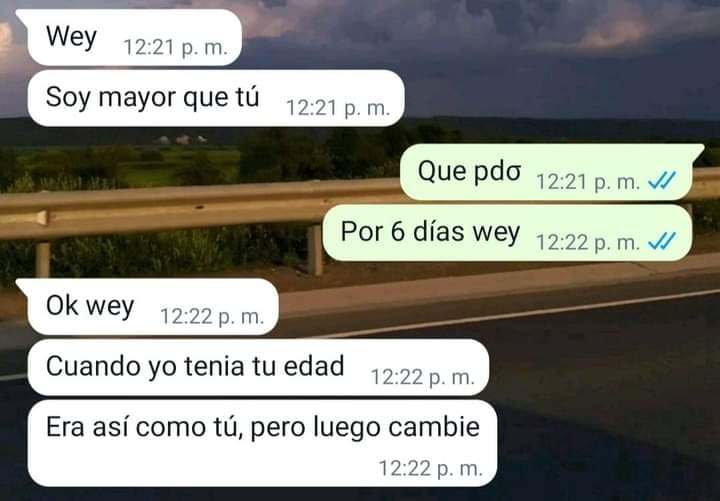 Wey 12:21 p. m.
Soy mayor que tú 12:21 p. m.
Que pdσ 12:21 p. m.
Por 6 días wey 12:22 p. m.
Ok wey 12:22 p. m.
Cuando yo tenia tu edad 12:22 p. m.
Era así como tú, pero luego cambie
12:22 p. m.